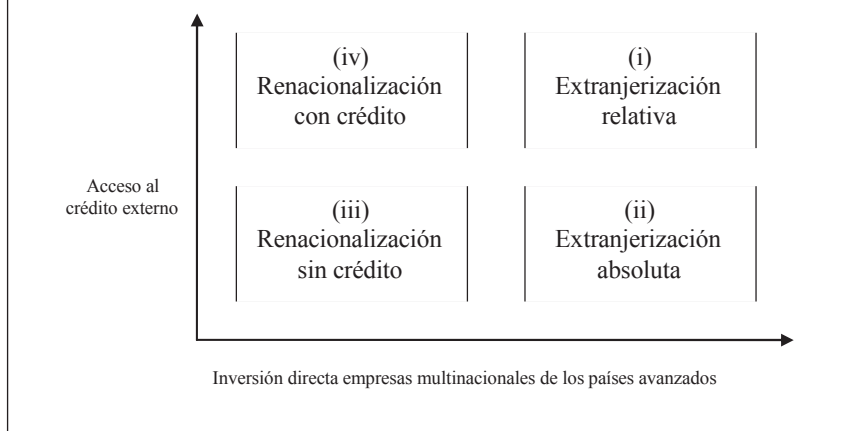 (iv)
Renacionalización
con crédito
(i)
Extranjerización
relativa
Acceso al
crédito externo
(iii)
Renacionalización
sin crédito
(ii)
Extranjerización
absoluta
Inversión directa empresas multinacionales de los países avanzados